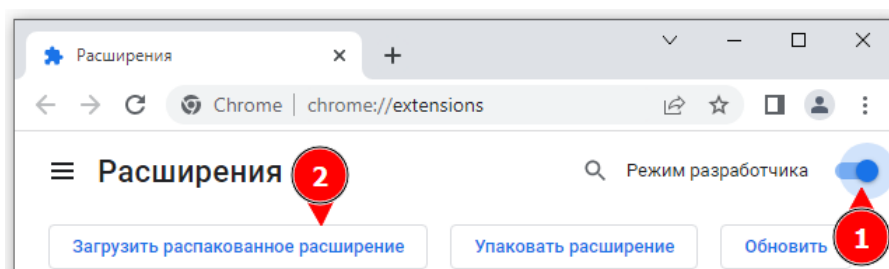 Расширения
Chrome | chrome://extensions
Расширения
2
Режим разработчика
1
Загрузить распакованное расширение
Упаковать расширение
Обновить